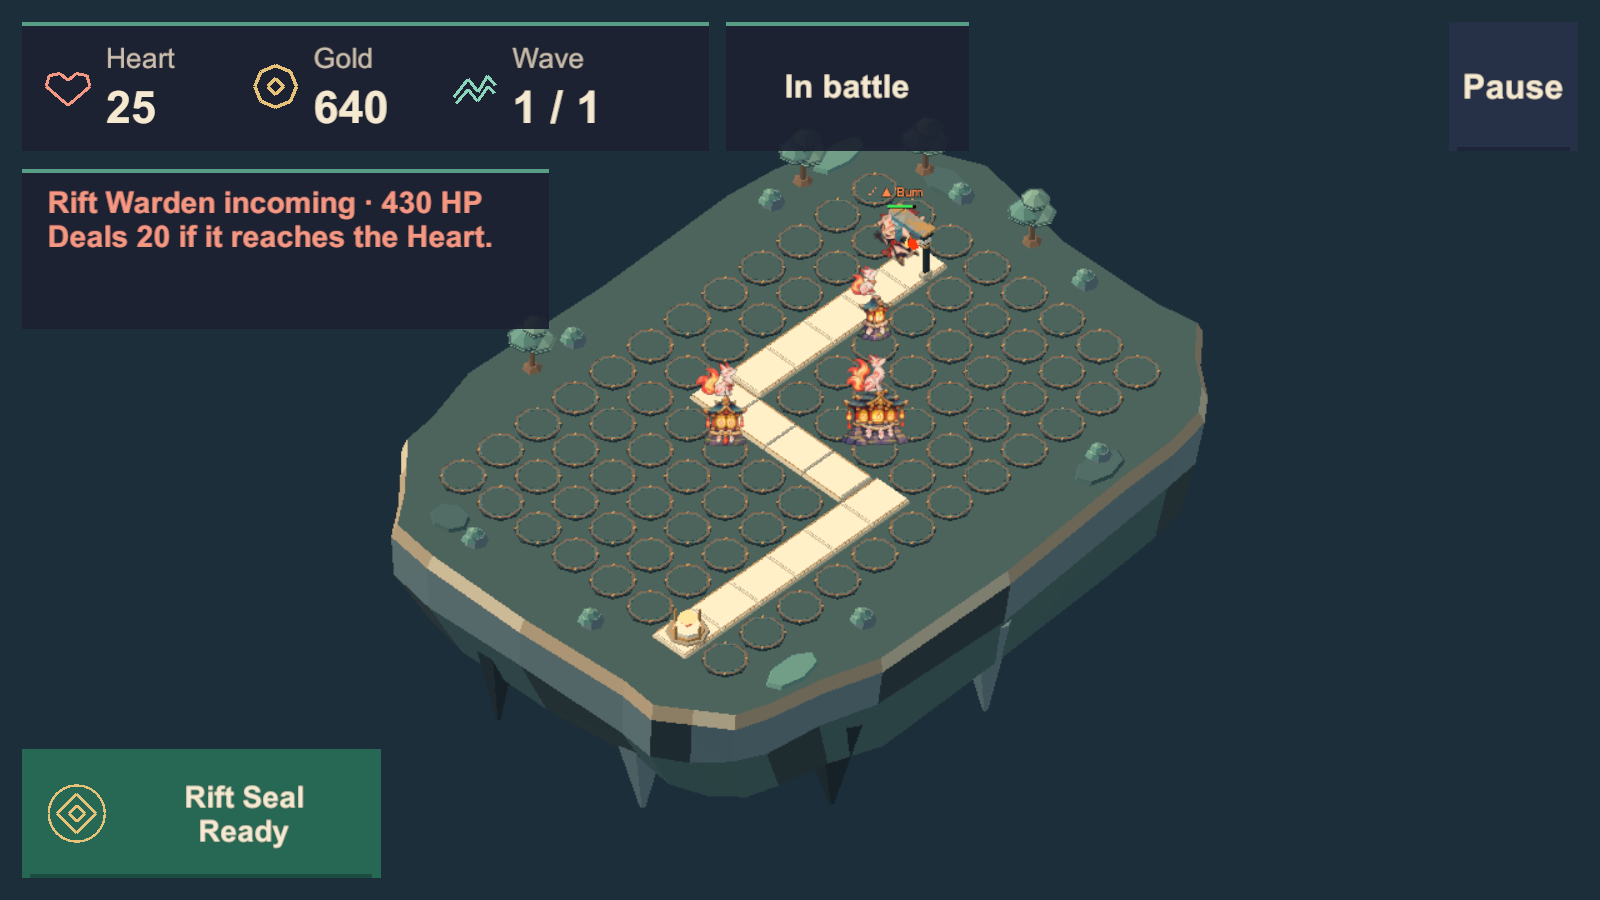 Heart
25
Gold
640
Wave
1 / 1
In battle
Pause
Rift Warden incoming · 430 HP
Deals 20 if it reaches the Heart.
▲ Burn
Rift Seal
Ready